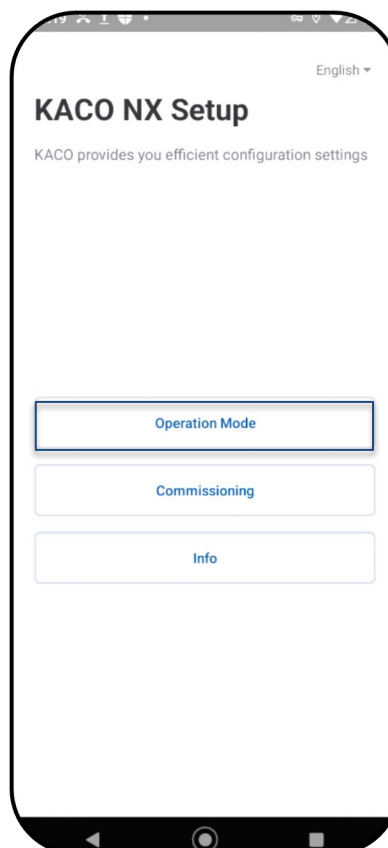 English
KACO NX Setup
KACO provides you efficient configuration settings
Operation Mode
Commissioning
Info